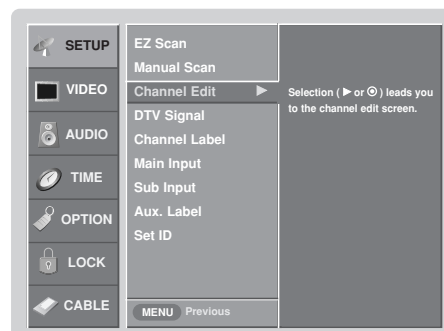 SETUP
VIDEO
AUDIO
TIME
OPTION
LOCK
CABLE
EZ Scan
Manual Scan
Channel Edit ▶
DTV Signal
Channel Label
Main Input
Sub Input
Aux. Label
Set ID
MENU Previous
Selection ( ▶ or ⊙ ) leads you
to the channel edit screen.